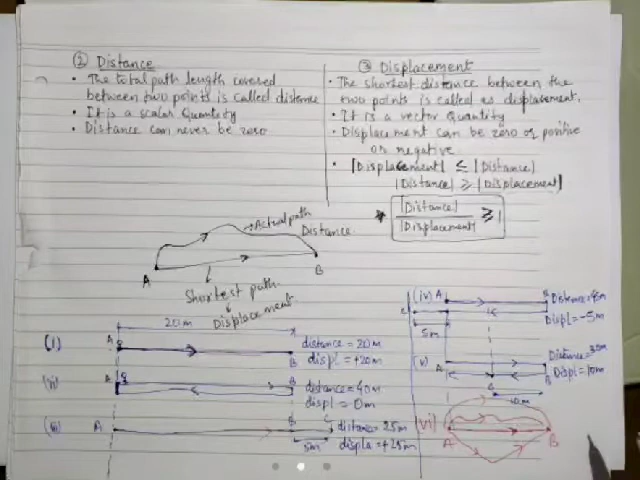 ② Distance
• The total path length covered
between two points is called distance
• It is a scalar Quantity
• Distance can never be zero
③ Displacement
• The shortest distance between the
two points is called as displacement.
• It is a vector Quantity
• Displacement can be zero or positive
or negative
• |Displacement| ≤ |Distance|
|Distance| ≥ |Displacement|
* |Distance| / |Displacement| ≥ 1
→Actual path
Distance
A
B
Shortest path
Displacement
20m
(i) A B distance = 20m
displ = +20m
A B distance = 40m
displ = 0m
A B C distance = 25m
5m displ = +25m
(iv) A B Distance = 45m
5m Displ = -5m
(v) A B Distance = 30m
Displ = 10m
10m
(vi) A B